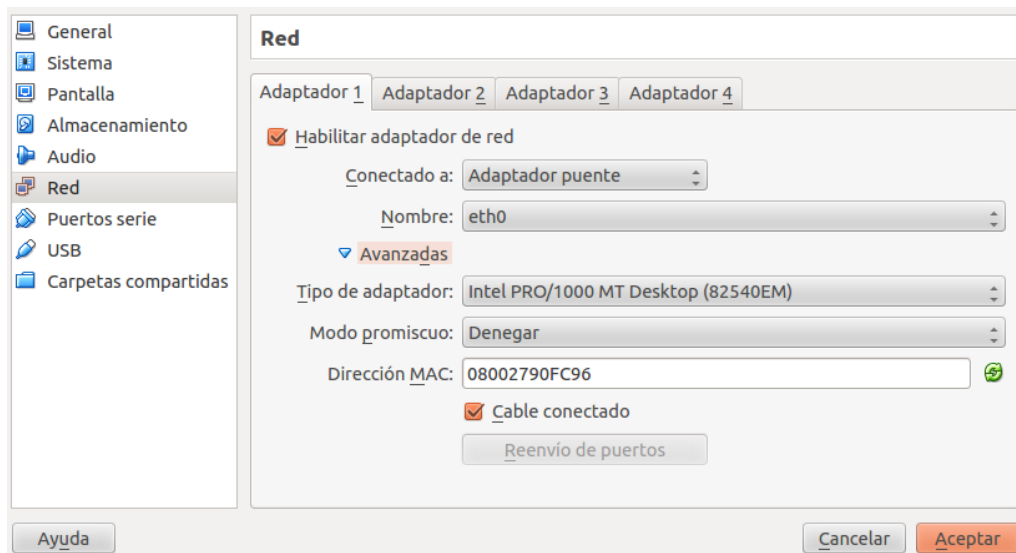 General
Sistema
Pantalla
Almacenamiento
Audio
Red
Puertos serie
USB
Carpetas compartidas
Red
Adaptador 1 Adaptador 2 Adaptador 3 Adaptador 4
Habilitar adaptador de red
Conectado a: Adaptador puente
Nombre: eth0
Avanzadas
Tipo de adaptador: Intel PRO/1000 MT Desktop (82540EM)
Modo promiscuo: Denegar
Dirección MAC: 08002790FC96
Cable conectado
Reenvío de puertos
Ayuda Cancelar Aceptar